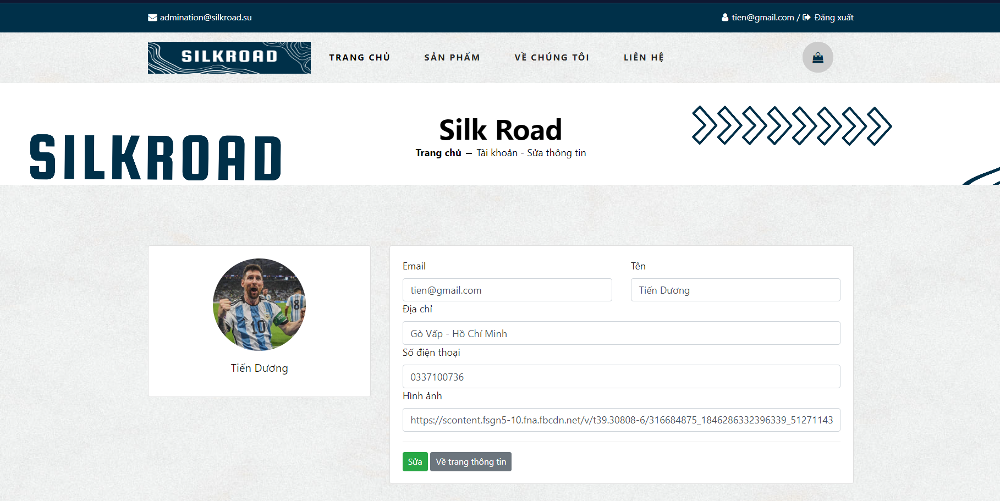 admination@silkroad.su
tien@gmail.com / Đăng xuất
SILKROAD
TRANG CHỦ SẢN PHẨM VỀ CHÚNG TÔI LIÊN HỆ
SILKROAD
Silk Road
Trang chủ – Tài khoản - Sửa thông tin
8
10
Tiến Dương
Email
tien@gmail.com
Tên
Tiến Dương
Địa chỉ
Gò Vấp - Hồ Chí Minh
Số điện thoại
0337100736
Hình ảnh
https://scontent.fsgn5-10.fna.fbcdn.net/v/t39.30808-6/316684875_1846286332396339_51271143
Sửa Về trang thông tin